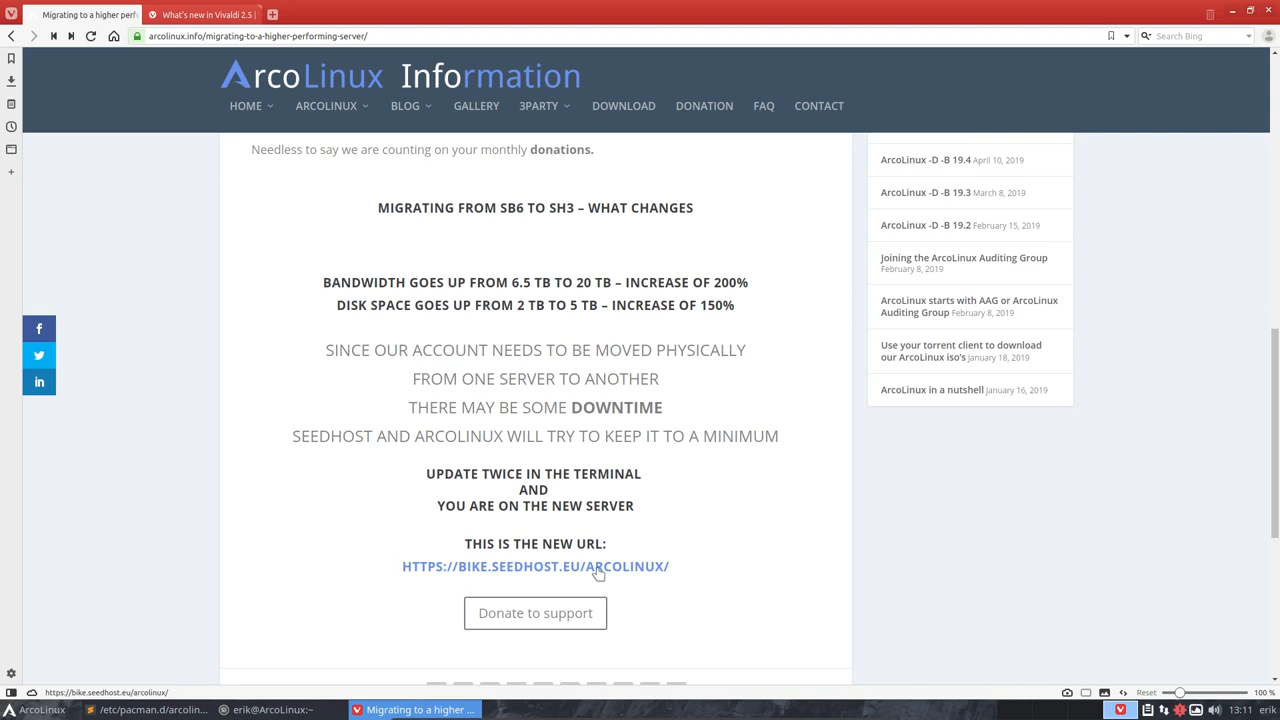 Migrating to a higher perf
What's new in Vivaldi 2.5 |
arcolinux.info/migrating-to-a-higher-performing-server/
Search Bing
ArcoLinux Information
HOME ARCOLINUX BLOG GALLERY 3PARTY DOWNLOAD DONATION FAQ CONTACT
Needless to say we are counting on your monthly donations.
MIGRATING FROM SB6 TO SH3 – WHAT CHANGES
BANDWIDTH GOES UP FROM 6.5 TB TO 20 TB – INCREASE OF 200%
DISK SPACE GOES UP FROM 2 TB TO 5 TB – INCREASE OF 150%
SINCE OUR ACCOUNT NEEDS TO BE MOVED PHYSICALLY
FROM ONE SERVER TO ANOTHER
THERE MAY BE SOME DOWNTIME
SEEDHOST AND ARCOLINUX WILL TRY TO KEEP IT TO A MINIMUM
UPDATE TWICE IN THE TERMINAL
AND
YOU ARE ON THE NEW SERVER
THIS IS THE NEW URL:
HTTPS://BIKE.SEEDHOST.EU/ARCOLINUX/
Donate to support
ArcoLinux -D -B 19.4 April 10, 2019
ArcoLinux -D -B 19.3 March 8, 2019
ArcoLinux -D -B 19.2 February 15, 2019
Joining the ArcoLinux Auditing Group
February 8, 2019
ArcoLinux starts with AAG or ArcoLinux
Auditing Group February 8, 2019
Use your torrent client to download
our ArcoLinux iso's January 18, 2019
ArcoLinux in a nutshell January 16, 2019
https://bike.seedhost.eu/arcolinux/
Reset
100 %
ArcoLinux
/etc/pacman.d/arcolin...
erik@ArcoLinux:~
Migrating to a higher ...
13:11 erik